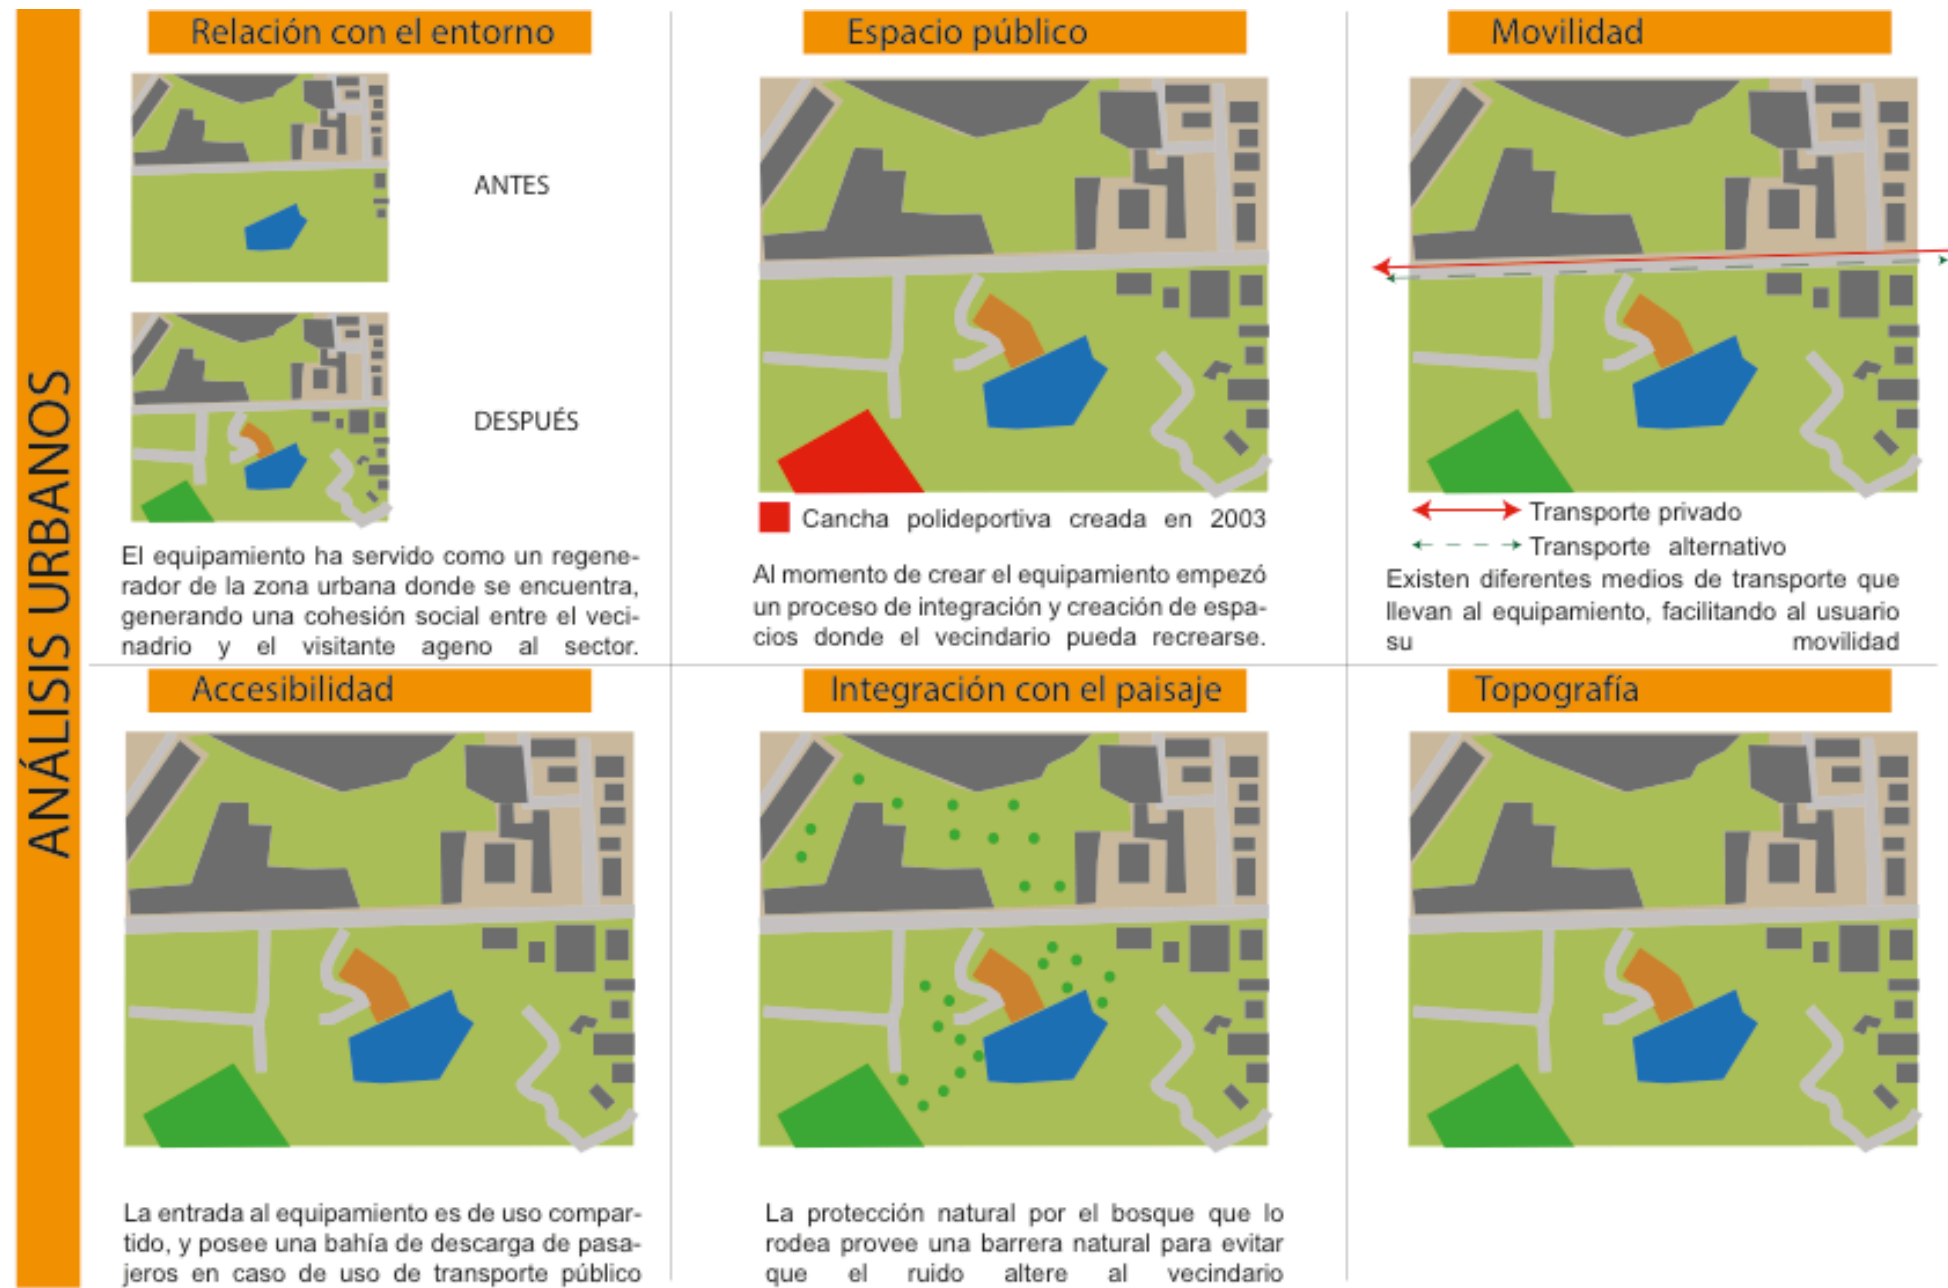 ANÁLISIS URBANOS
Relación con el entorno
ANTES
DESPUÉS
El equipamiento ha servido como un regene-
rador de la zona urbana donde se encuentra,
generando una cohesión social entre el veci-
nadrio y el visitante ageno al sector.
Espacio público
Cancha polideportiva creada en 2003
Al momento de crear el equipamiento empezó
un proceso de integración y creación de espa-
cios donde el vecindario pueda recrearse.
Movilidad
Transporte privado
Transporte alternativo
Existen diferentes medios de transporte que
llevan al equipamiento, facilitando al usuario
su movilidad
Accesibilidad
La entrada al equipamiento es de uso compar-
tido, y posee una bahía de descarga de pasa-
jeros en caso de uso de transporte público
Integración con el paisaje
La protección natural por el bosque que lo
rodea provee una barrera natural para evitar
que el ruido altere al vecindario
Topografía